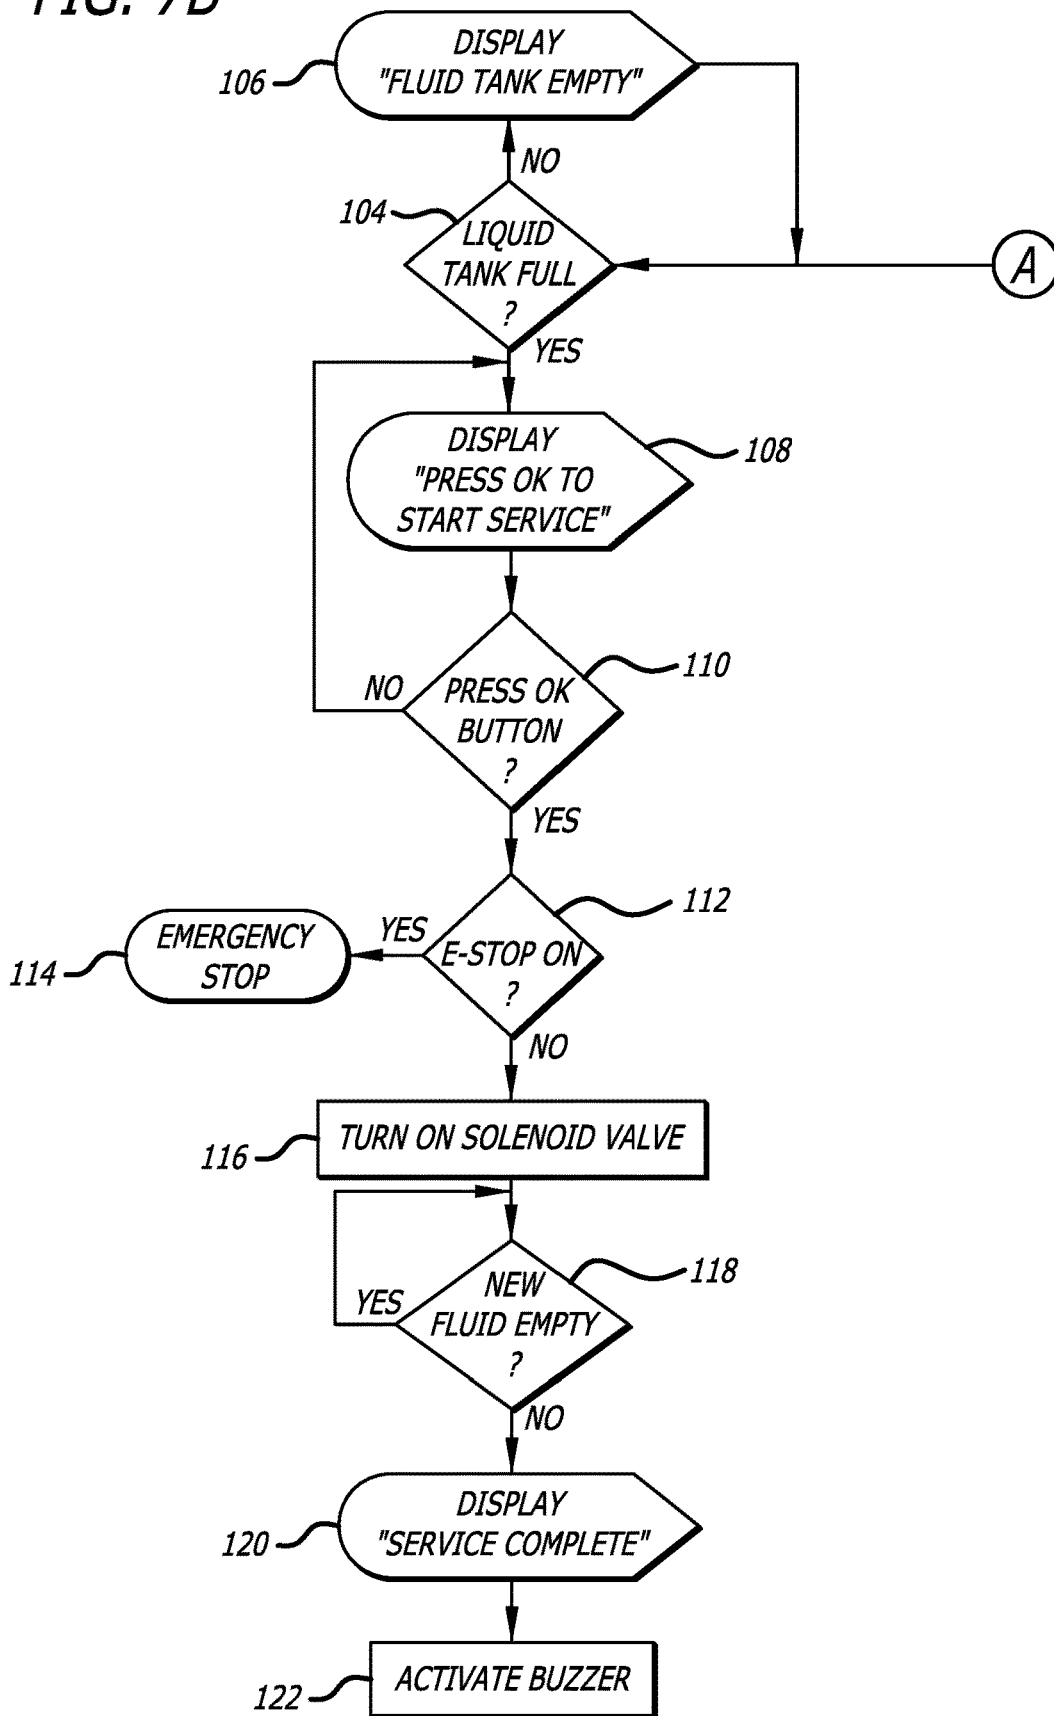 FIG. 7B
DISPLAY
"FLUID TANK EMPTY"
106
NO
104
LIQUID
TANK FULL
?
A
YES
DISPLAY
"PRESS OK TO
START SERVICE"
108
110
NO
PRESS OK
BUTTON
?
YES
112
YES
EMERGENCY
STOP
114
E-STOP ON
?
NO
TURN ON SOLENOID VALVE
116
118
NEW
FLUID EMPTY
?
YES
NO
DISPLAY
"SERVICE COMPLETE"
120
ACTIVATE BUZZER
122